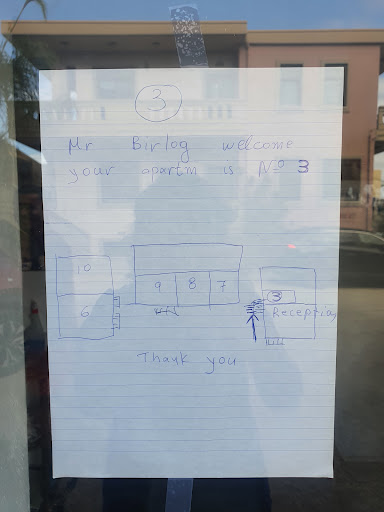 3
Mr Birlog welcome
your apartm is Nº 3
10
6
9 8 7
3
Reception
Thank you